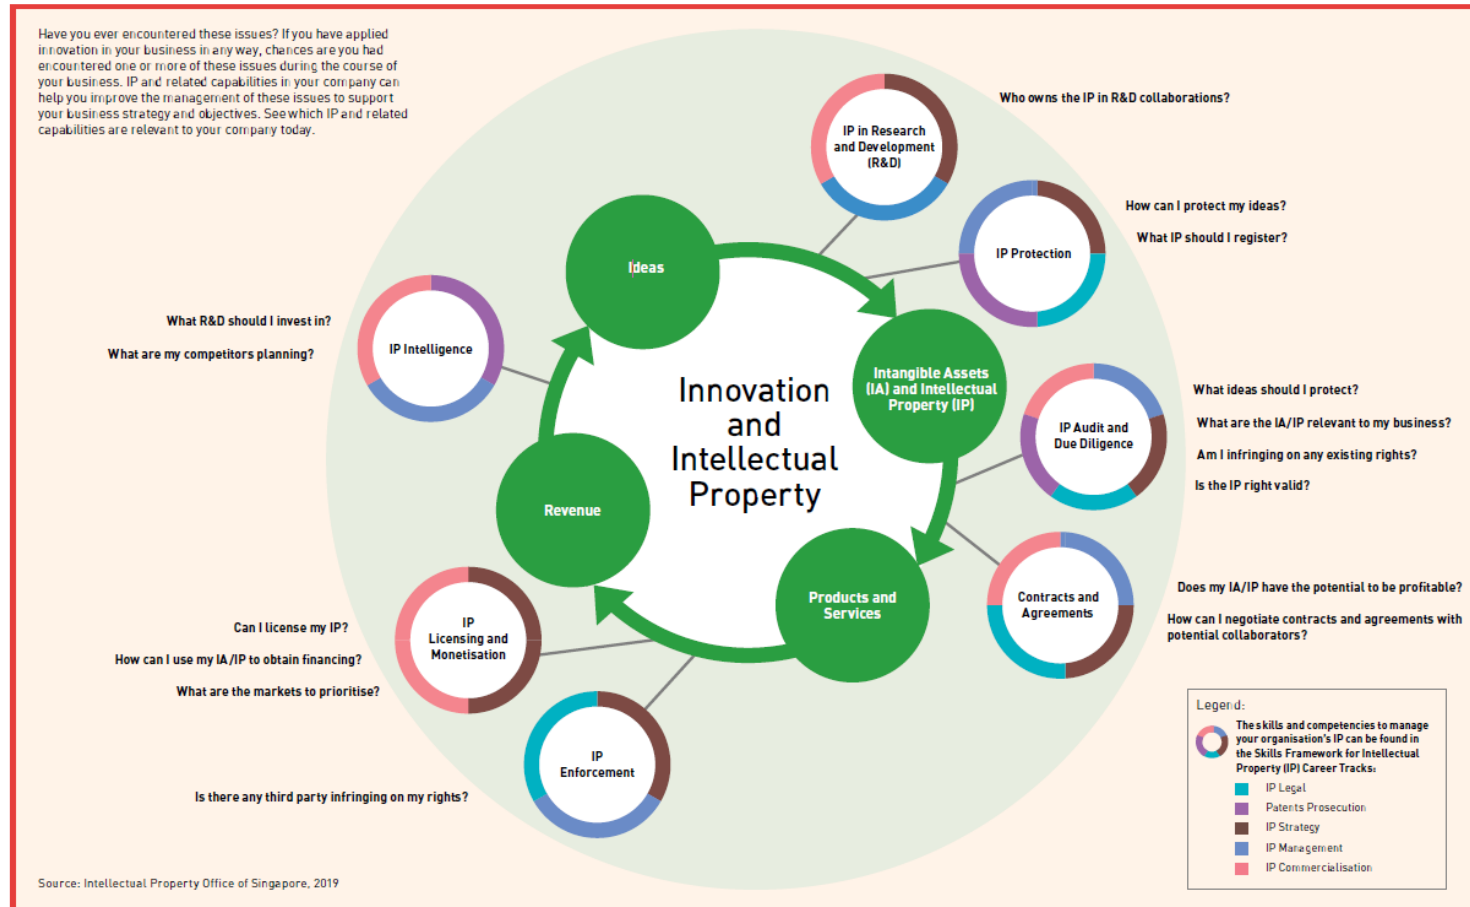 Have you ever encountered these issues? If you have applied
innovation in your business in any way, chances are you had
encountered one or more of these issues during the course of
your business. IP and related capabilities in your company can
help you improve the management of these issues to support
your business strategy and objectives. See which IP and related
capabilities are relevant to your company today.
IP in Research
and Development
(R&D)
Who owns the IP in R&D collaborations?
IP Protection
How can I protect my ideas?
What IP should I register?
Ideas
IP Intelligence
What R&D should I invest in?
What are my competitors planning?
Intangible Assets
(IA) and Intellectual
Property (IP)
Innovation
and
Intellectual
Property
IP Audit and
Due Diligence
What ideas should I protect?
What are the IA/IP relevant to my business?
Am I infringing on any existing rights?
Is the IP right valid?
Revenue
Products and
Services
Contracts and
Agreements
Does my IA/IP have the potential to be profitable?
How can I negotiate contracts and agreements with
potential collaborators?
IP
Licensing and
Monetisation
Can I license my IP?
How can I use my IA/IP to obtain financing?
What are the markets to prioritise?
IP
Enforcement
Is there any third party infringing on my rights?
Legend:
The skills and competencies to manage
your organisation's IP can be found in
the Skills Framework for Intellectual
Property (IP) Career Tracks:
IP Legal
Patents Prosecution
IP Strategy
IP Management
IP Commercialisation
Source: Intellectual Property Office of Singapore, 2019